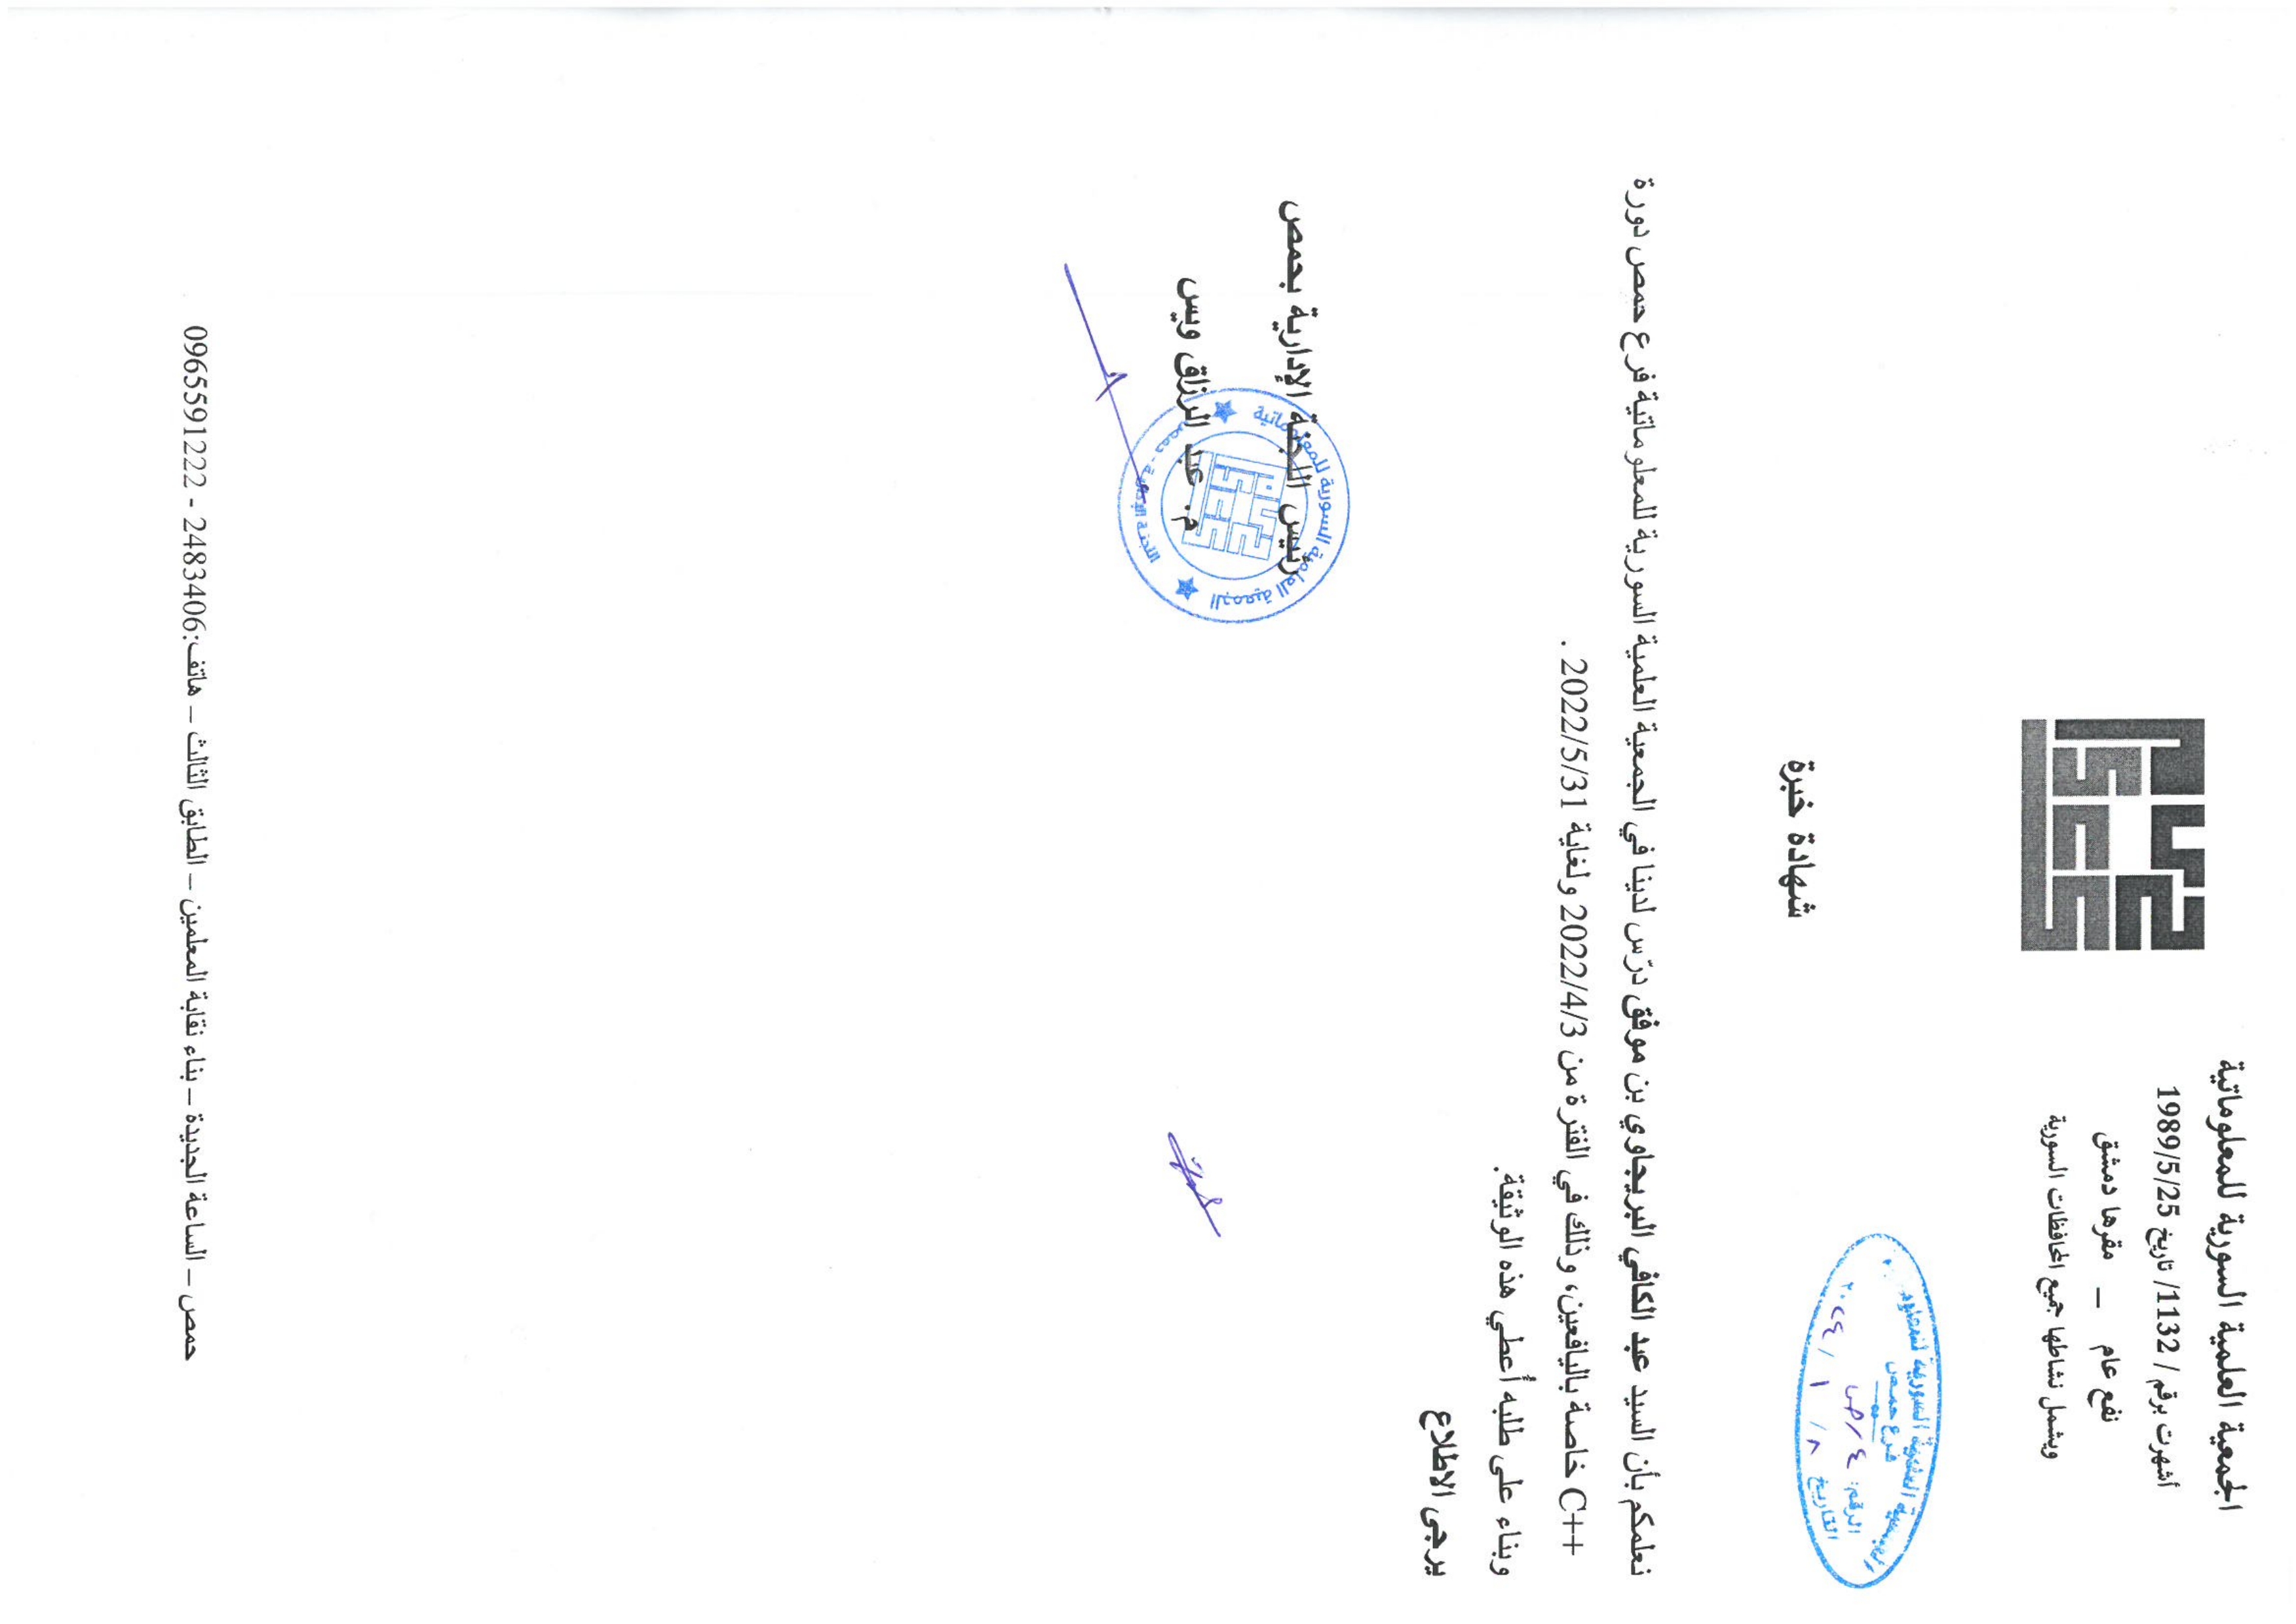 الجمعية العلمية السورية للمعلوماتية
أشهرت برقم / 1132/ تاريخ 1989/5/25
نفع عام _ مقرها دمشق
ويشمل نشاطها جميع المحافظات السورية
SCS
الجمعية العلمية السورية للمعلوماتية
فرع حمص
الرقم: ٤/ص
التاريخ ٨/ ١ /٢٠٢٤
شهادة خبرة
نعلمكم بأن السيد عبد الكافي البريجاوي بن موفق درّس لدينا في الجمعية العلمية السورية للمعلوماتية فرع حمص دورة
C++ خاصة باليافعين، وذلك في الفترة من 2022/4/3 ولغاية 2022/5/31 .
وبناء على طلبه أُعطي هذه الوثيقة.
يرجى الاطلاع
رئيس اللجنة الإدارية بحمص
م. عبد الرزاق ويس
الجمعية العلمية السورية للمعلوماتية
اللجنة الإدارية - حمص
حمص – الساعة الجديدة – بناء نقابة المعلمين – الطابق الثالث – هاتف:2483406 - 0965591222